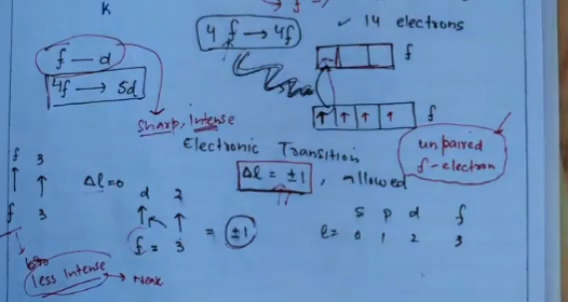 K
4f → 4f
✓ 14 electrons
f — d
f
4f → 5d
sharp, intense
f
Electronic Transition
unpaired
f-electron
Δl = ±1, allowed
f 3
Δl=0
d 2
s p d f
f 3
f = 3 = ±1
l= 0 1 2 3
less intense → weak